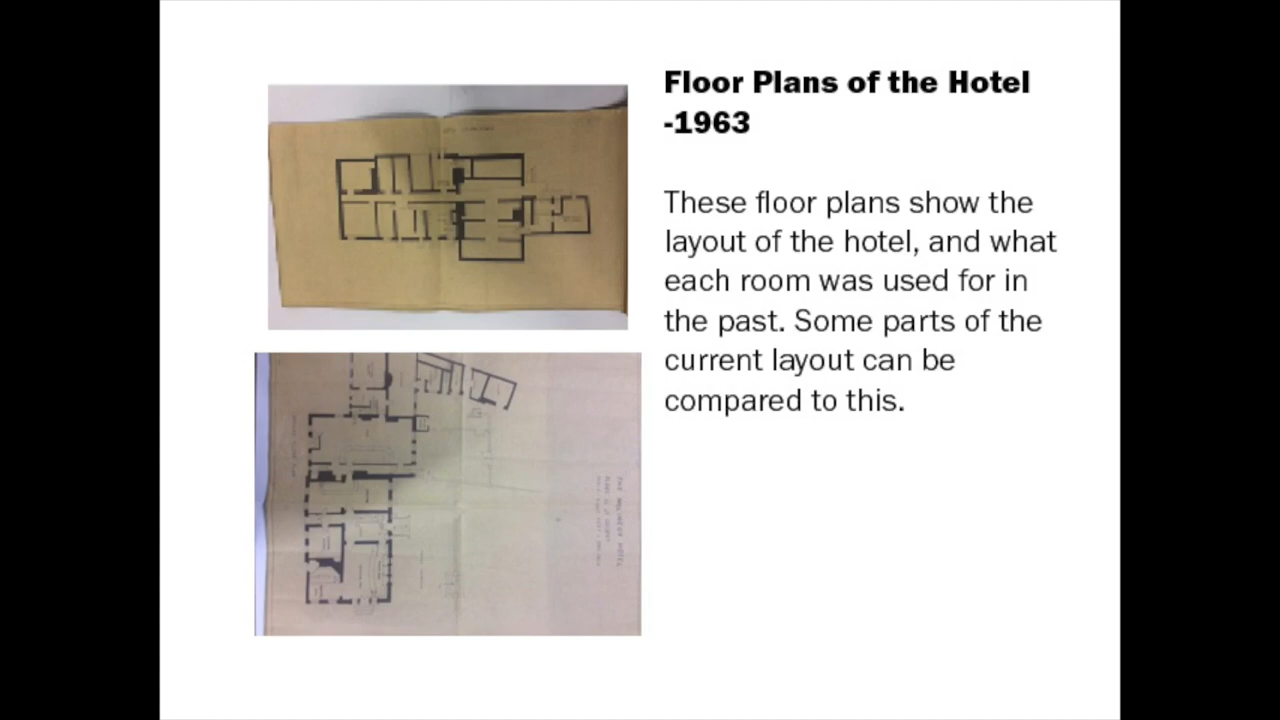 Floor Plans of the Hotel
-1963
These floor plans show the
layout of the hotel, and what
each room was used for in
the past. Some parts of the
current layout can be
compared to this.